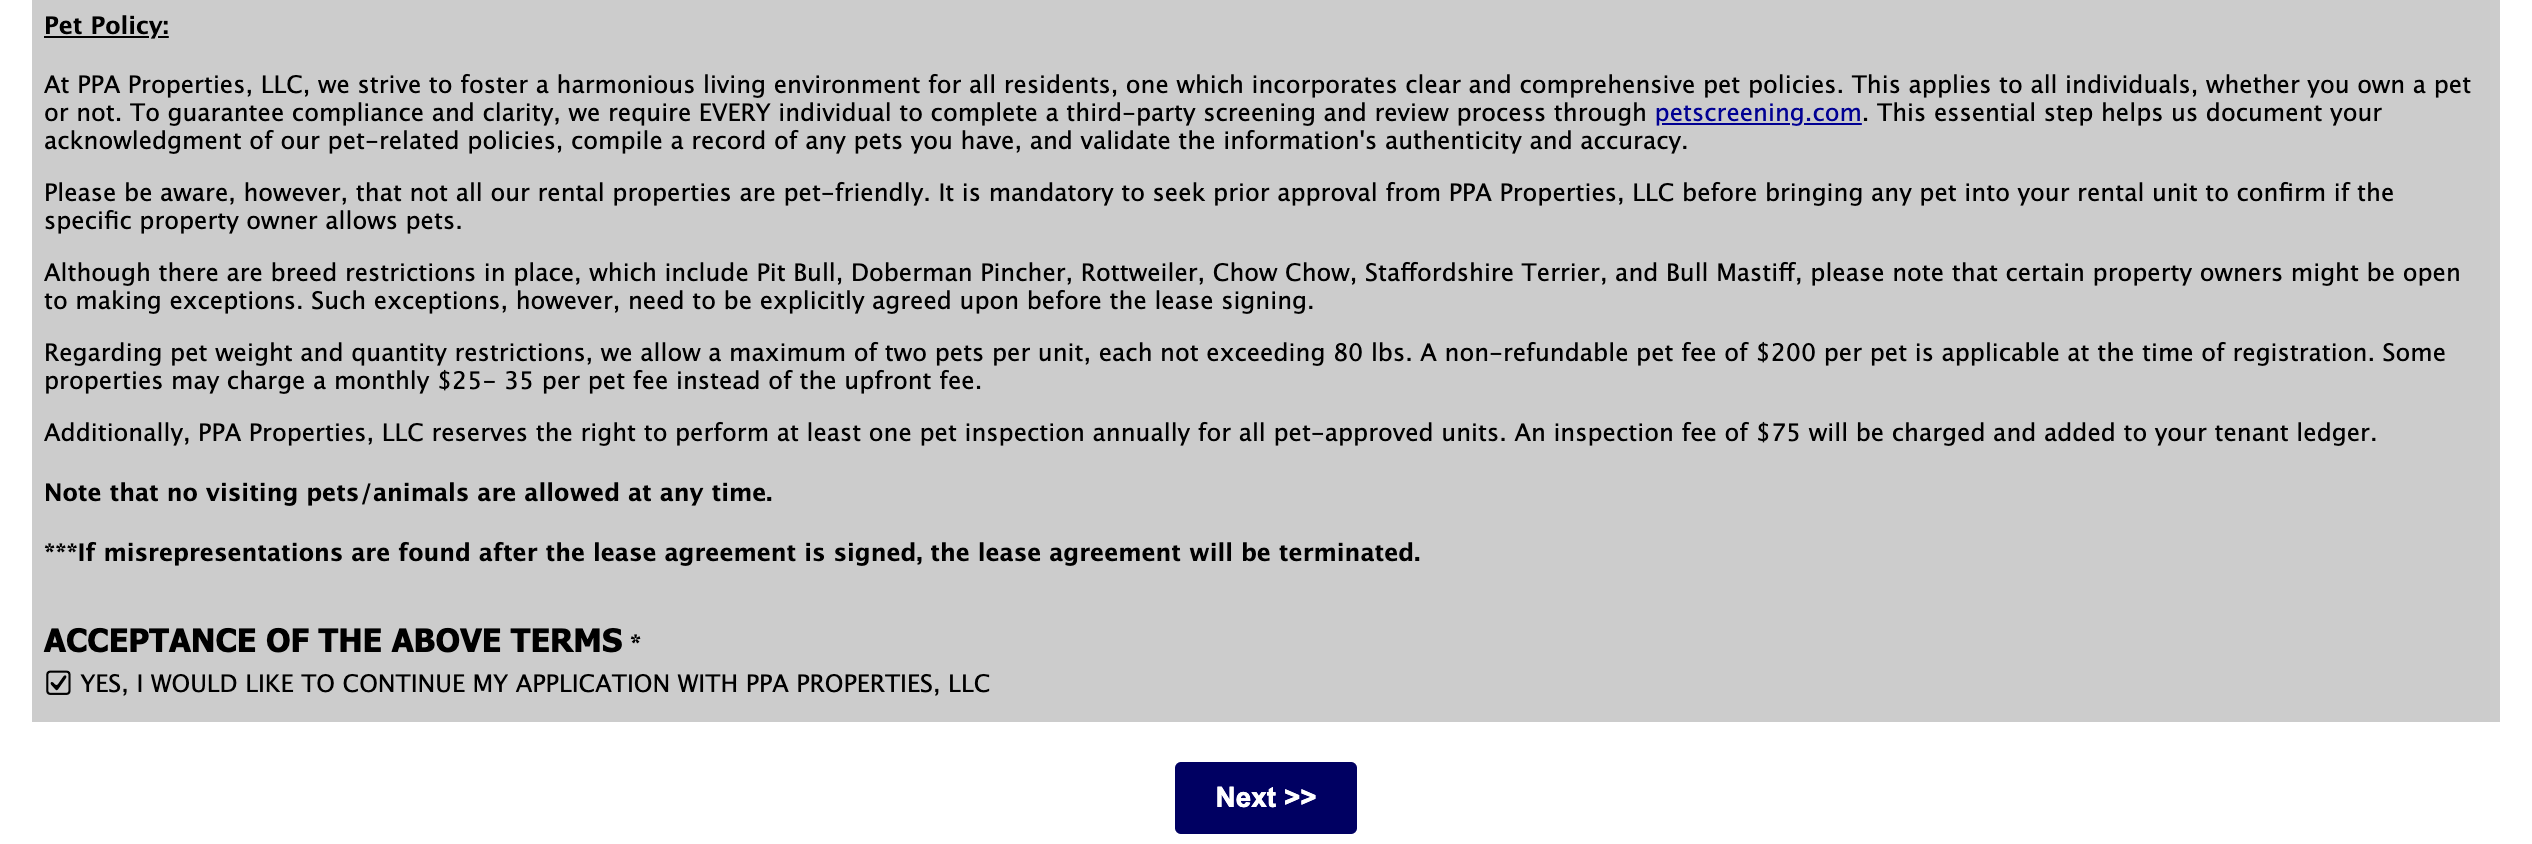 Pet Policy:
At PPA Properties, LLC, we strive to foster a harmonious living environment for all residents, one which incorporates clear and comprehensive pet policies. This applies to all individuals, whether you own a pet
or not. To guarantee compliance and clarity, we require EVERY individual to complete a third-party screening and review process through petscreening.com. This essential step helps us document your
acknowledgment of our pet-related policies, compile a record of any pets you have, and validate the information's authenticity and accuracy.
Please be aware, however, that not all our rental properties are pet-friendly. It is mandatory to seek prior approval from PPA Properties, LLC before bringing any pet into your rental unit to confirm if the
specific property owner allows pets.
Although there are breed restrictions in place, which include Pit Bull, Doberman Pincher, Rottweiler, Chow Chow, Staffordshire Terrier, and Bull Mastiff, please note that certain property owners might be open
to making exceptions. Such exceptions, however, need to be explicitly agreed upon before the lease signing.
Regarding pet weight and quantity restrictions, we allow a maximum of two pets per unit, each not exceeding 80 lbs. A non-refundable pet fee of $200 per pet is applicable at the time of registration. Some
properties may charge a monthly $25- 35 per pet fee instead of the upfront fee.
Additionally, PPA Properties, LLC reserves the right to perform at least one pet inspection annually for all pet-approved units. An inspection fee of $75 will be charged and added to your tenant ledger.
Note that no visiting pets/animals are allowed at any time.
***If misrepresentations are found after the lease agreement is signed, the lease agreement will be terminated.
ACCEPTANCE OF THE ABOVE TERMS *
YES, I WOULD LIKE TO CONTINUE MY APPLICATION WITH PPA PROPERTIES, LLC
Next >>